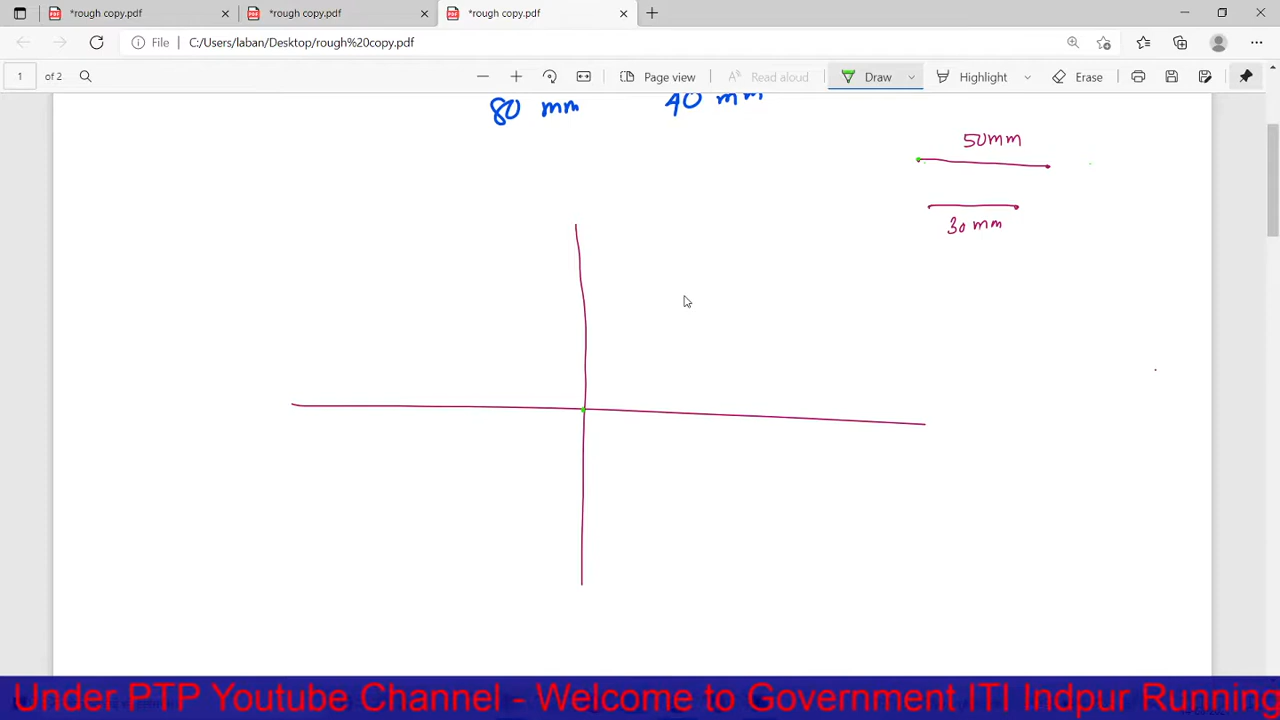 *rough copy.pdf
*rough copy.pdf
*rough copy.pdf
File
C:/Users/laban/Desktop/rough%20copy.pdf
1
of 2
Page view
Read aloud
Draw
Highlight
Erase
80 mm
40 mm
50mm
30 mm
Under PTP Youtube Channel - Welcome to Government ITI Indpur Running